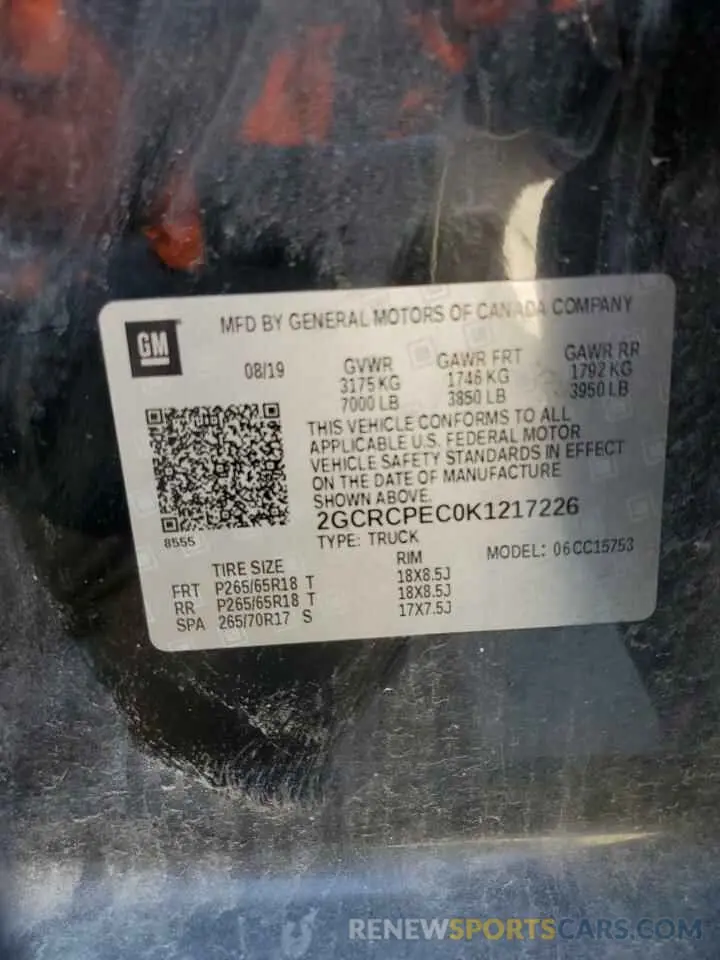 GM
MFD BY GENERAL MOTORS OF CANADA COMPANY
08/19
GVWR GAWR FRT GAWR RR
3175 KG 1746 KG 1792 KG
7000 LB 3850 LB 3950 LB
THIS VEHICLE CONFORMS TO ALL
APPLICABLE U.S. FEDERAL MOTOR
VEHICLE SAFETY STANDARDS IN EFFECT
ON THE DATE OF MANUFACTURE
SHOWN ABOVE.
2GCRCPEC0K1217226
8555
TYPE: TRUCK MODEL: 06CC15753
TIRE SIZE RIM
FRT P265/65R18 T 18X8.5J
RR P265/65R18 T 18X8.5J
SPA 265/70R17 S 17X7.5J
RENEWSPORTSCARS.COM